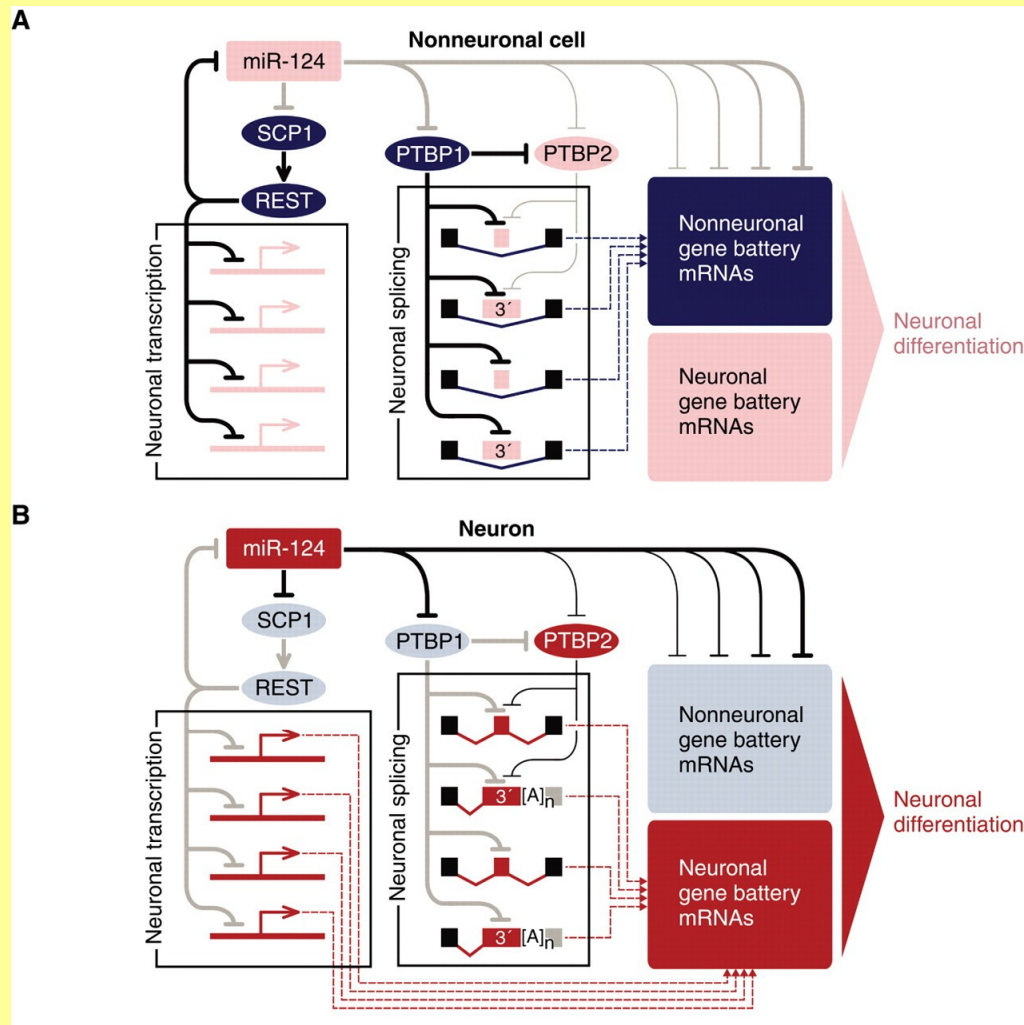 A
Nonneuronal cell
miR-124
SCP1
PTBP1
PTBP2
REST
Neuronal transcription
Neuronal splicing
3´
3´
Nonneuronal
gene battery
mRNAs
Neuronal
gene battery
mRNAs
Neuronal
differentiation
B
Neuron
miR-124
SCP1
PTBP1
PTBP2
REST
Neuronal transcription
Neuronal splicing
3´ [A]n
3´ [A]n
Nonneuronal
gene battery
mRNAs
Neuronal
gene battery
mRNAs
Neuronal
differentiation